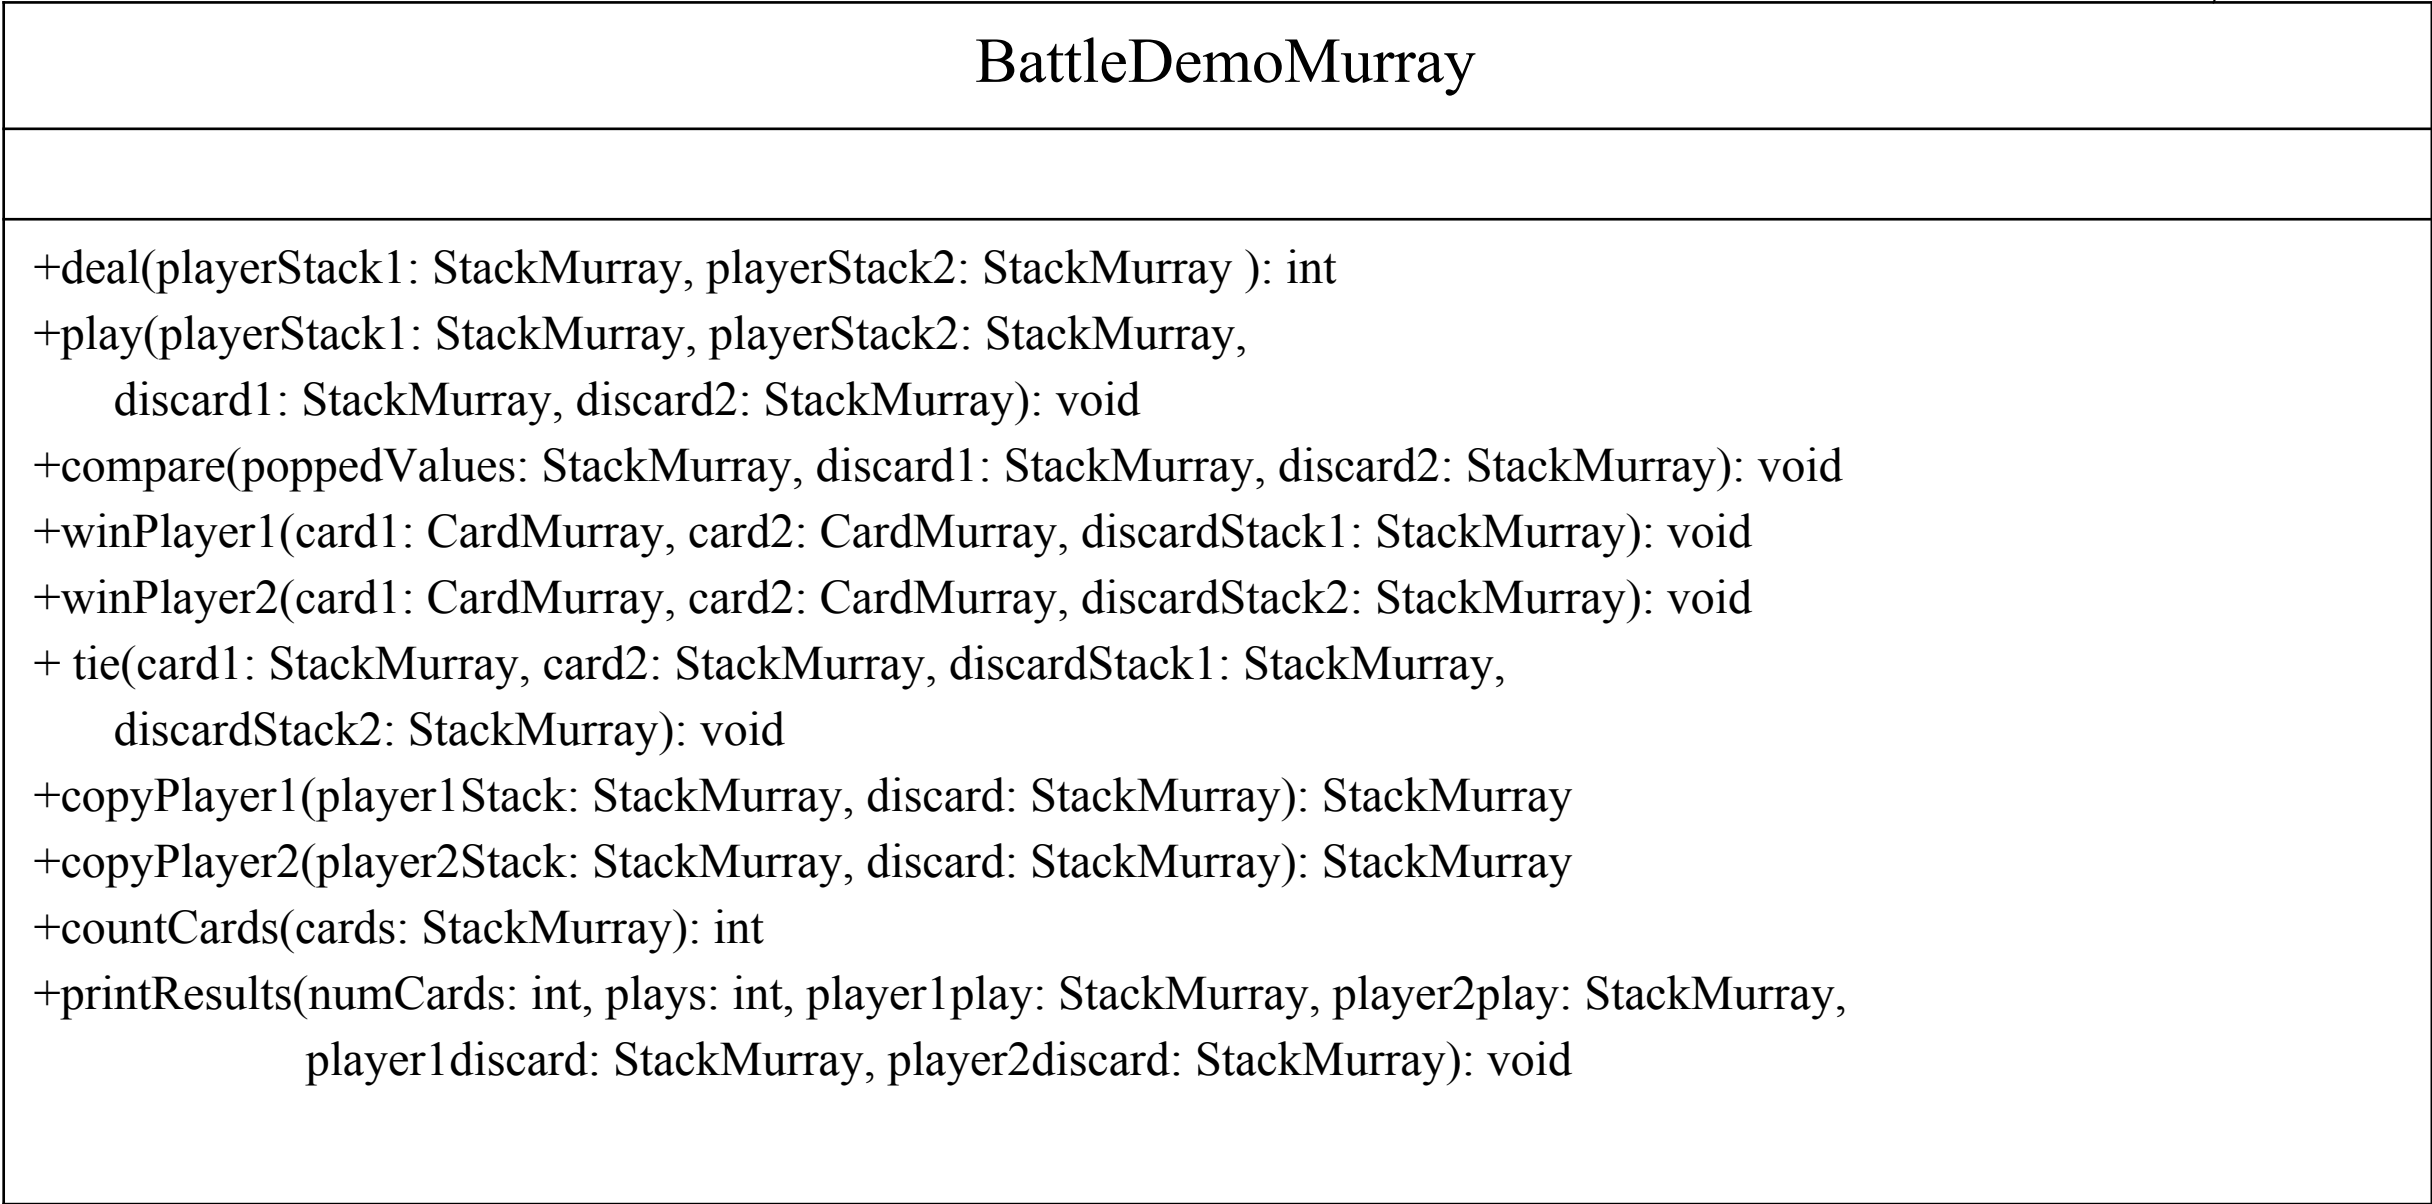 BattleDemoMurray
+deal(playerStack1: StackMurray, playerStack2: StackMurray ): int
+play(playerStack1: StackMurray, playerStack2: StackMurray,
discard1: StackMurray, discard2: StackMurray): void
+compare(poppedValues: StackMurray, discard1: StackMurray, discard2: StackMurray): void
+winPlayer1(card1: CardMurray, card2: CardMurray, discardStack1: StackMurray): void
+winPlayer2(card1: CardMurray, card2: CardMurray, discardStack2: StackMurray): void
+ tie(card1: StackMurray, card2: StackMurray, discardStack1: StackMurray,
discardStack2: StackMurray): void
+copyPlayer1(player1Stack: StackMurray, discard: StackMurray): StackMurray
+copyPlayer2(player2Stack: StackMurray, discard: StackMurray): StackMurray
+countCards(cards: StackMurray): int
+printResults(numCards: int, plays: int, player1play: StackMurray, player2play: StackMurray,
player1discard: StackMurray, player2discard: StackMurray): void